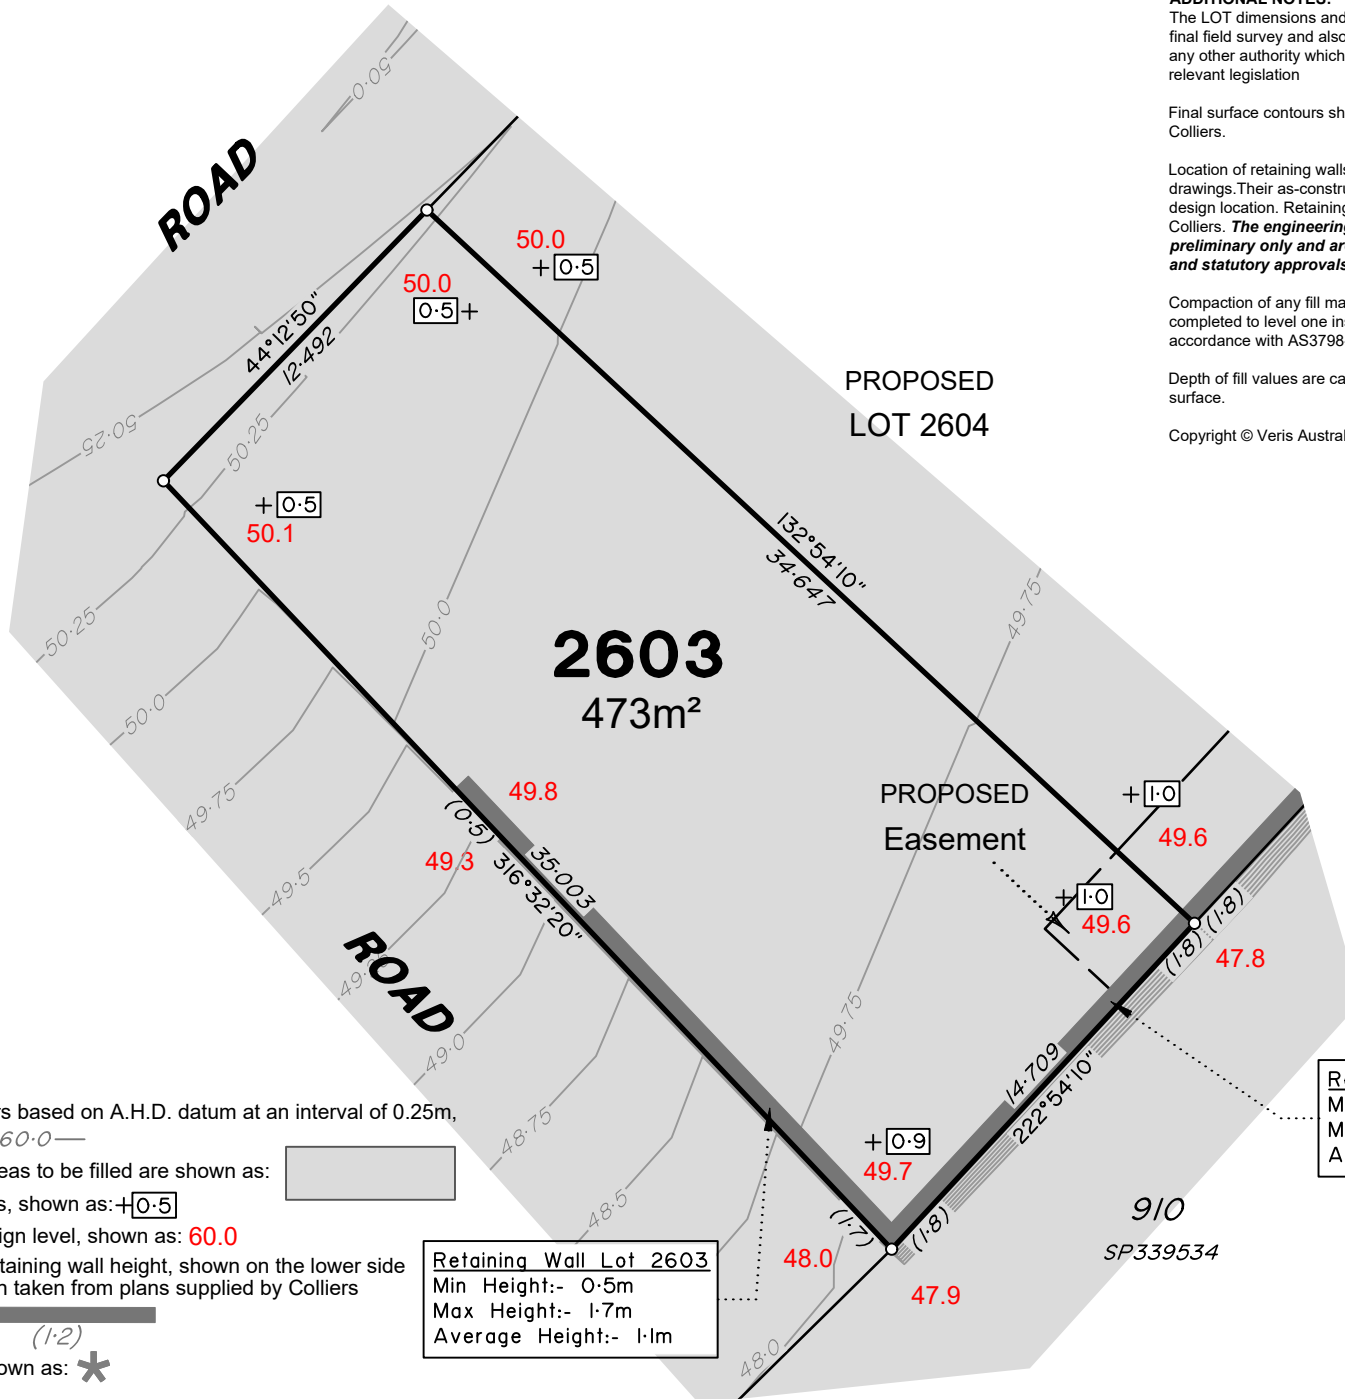 ADDITIONAL NOTES:
The LOT dimensions and
final field survey and also
any other authority which
relevant legislation
Final surface contours sh
Colliers.
Location of retaining walls
drawings.Their as-constru
design location. Retaining
Colliers. The engineering
preliminary only and ar
and statutory approvals
Compaction of any fill ma
completed to level one ins
accordance with AS3798-
Depth of fill values are ca
surface.
Copyright © Veris Austral
50·0
ROAD
50.0
+ 0·5
50.0
0·5 +
44°12'50"
12·492
50·25
50·25
+ 0·5
50.1
PROPOSED
LOT 2604
132°54'10"
34·647
49·75
50·25
50·0
50·0
2603
473m²
49·75
49.8
(0·5)
49.3
35·003
316°32'20"
PROPOSED
Easement
+ 1·0
49.6
+ 1·0
49.6
(1·8)
(1·8)
47.8
49·5
ROAD
49·
49·0
49·75
14·709
222°54'10"
48·75
48·5
+ 0·9
49.7
(1·7)
(1·8)
48.0
47.9
48·0
910
SP339534
R
M
M
A
Retaining Wall Lot 2603
Min Height:- 0·5m
Max Height:- 1·7m
Average Height:- 1·1m
rs based on A.H.D. datum at an interval of 0.25m,
60·0
eas to be filled are shown as:
s, shown as: + 0·5
ign level, shown as: 60.0
taining wall height, shown on the lower side
n taken from plans supplied by Colliers
(1·2)
own as: